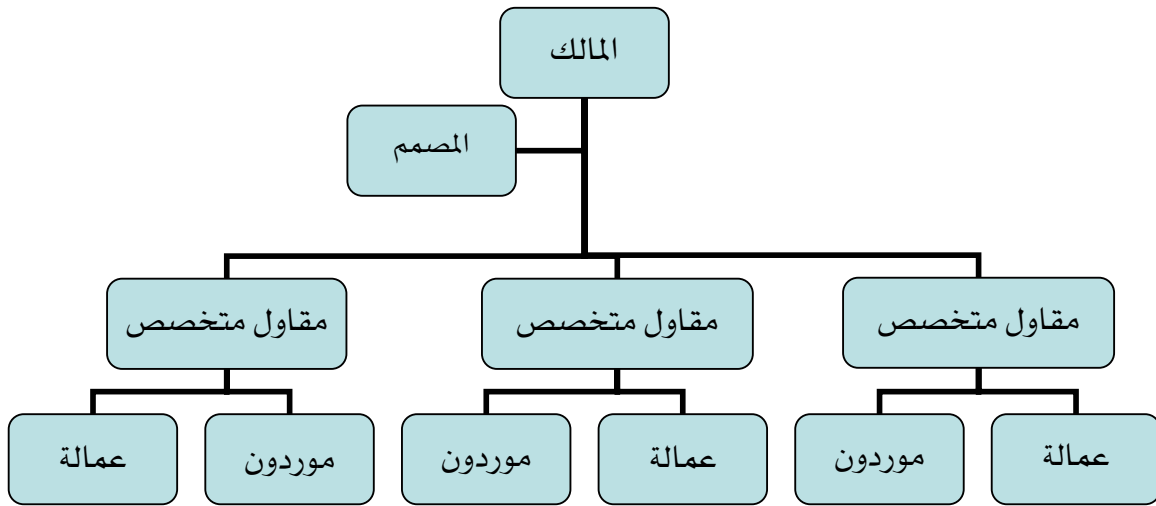 المالك
المصمم
مقاول متخصص
مقاول متخصص
مقاول متخصص
عمالة
موردون
عمالة
موردون
موردون
عمالة